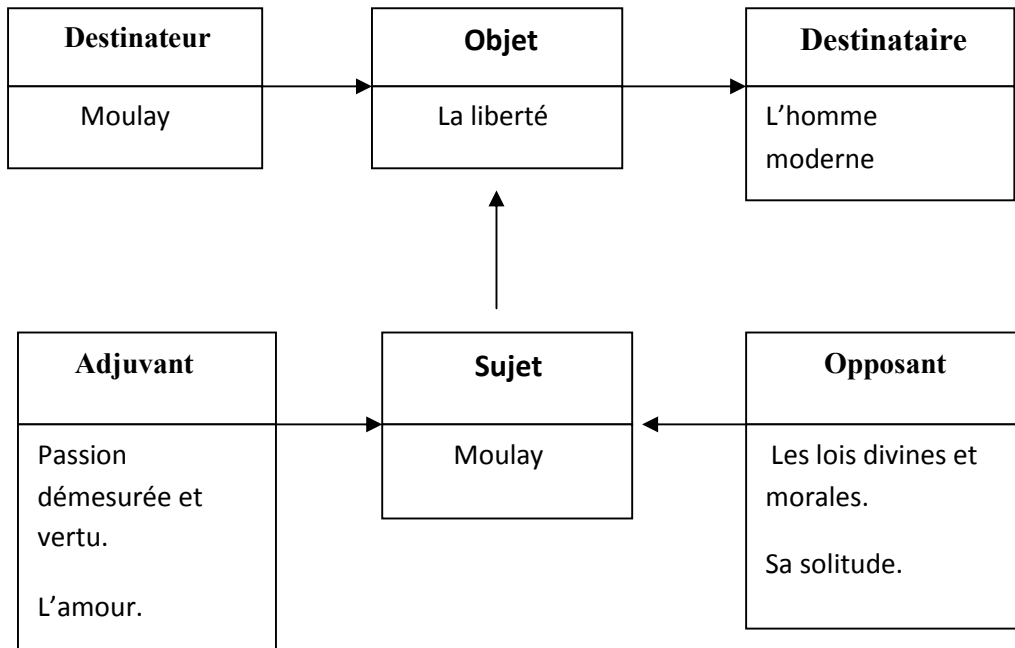 Destinateur
Moulay
Objet
La liberté
Destinataire
L’homme
moderne
Adjuvant
Passion
démesurée et
vertu.
L’amour.
Sujet
Moulay
Opposant
Les lois divines et
morales.
Sa solitude.